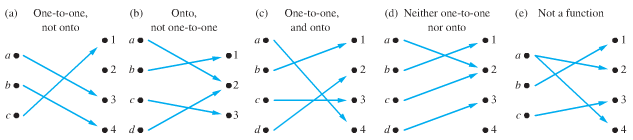 (a) One-to-one,
not onto
a
b
c
1
2
3
4
(b) Onto,
not one-to-one
a
b
c
d
1
2
3
(c) One-to-one,
and onto
a
b
c
d
1
2
3
4
(d) Neither one-to-one
nor onto
a
b
c
d
1
2
3
4
(e) Not a function
a
b
c
1
2
3
4